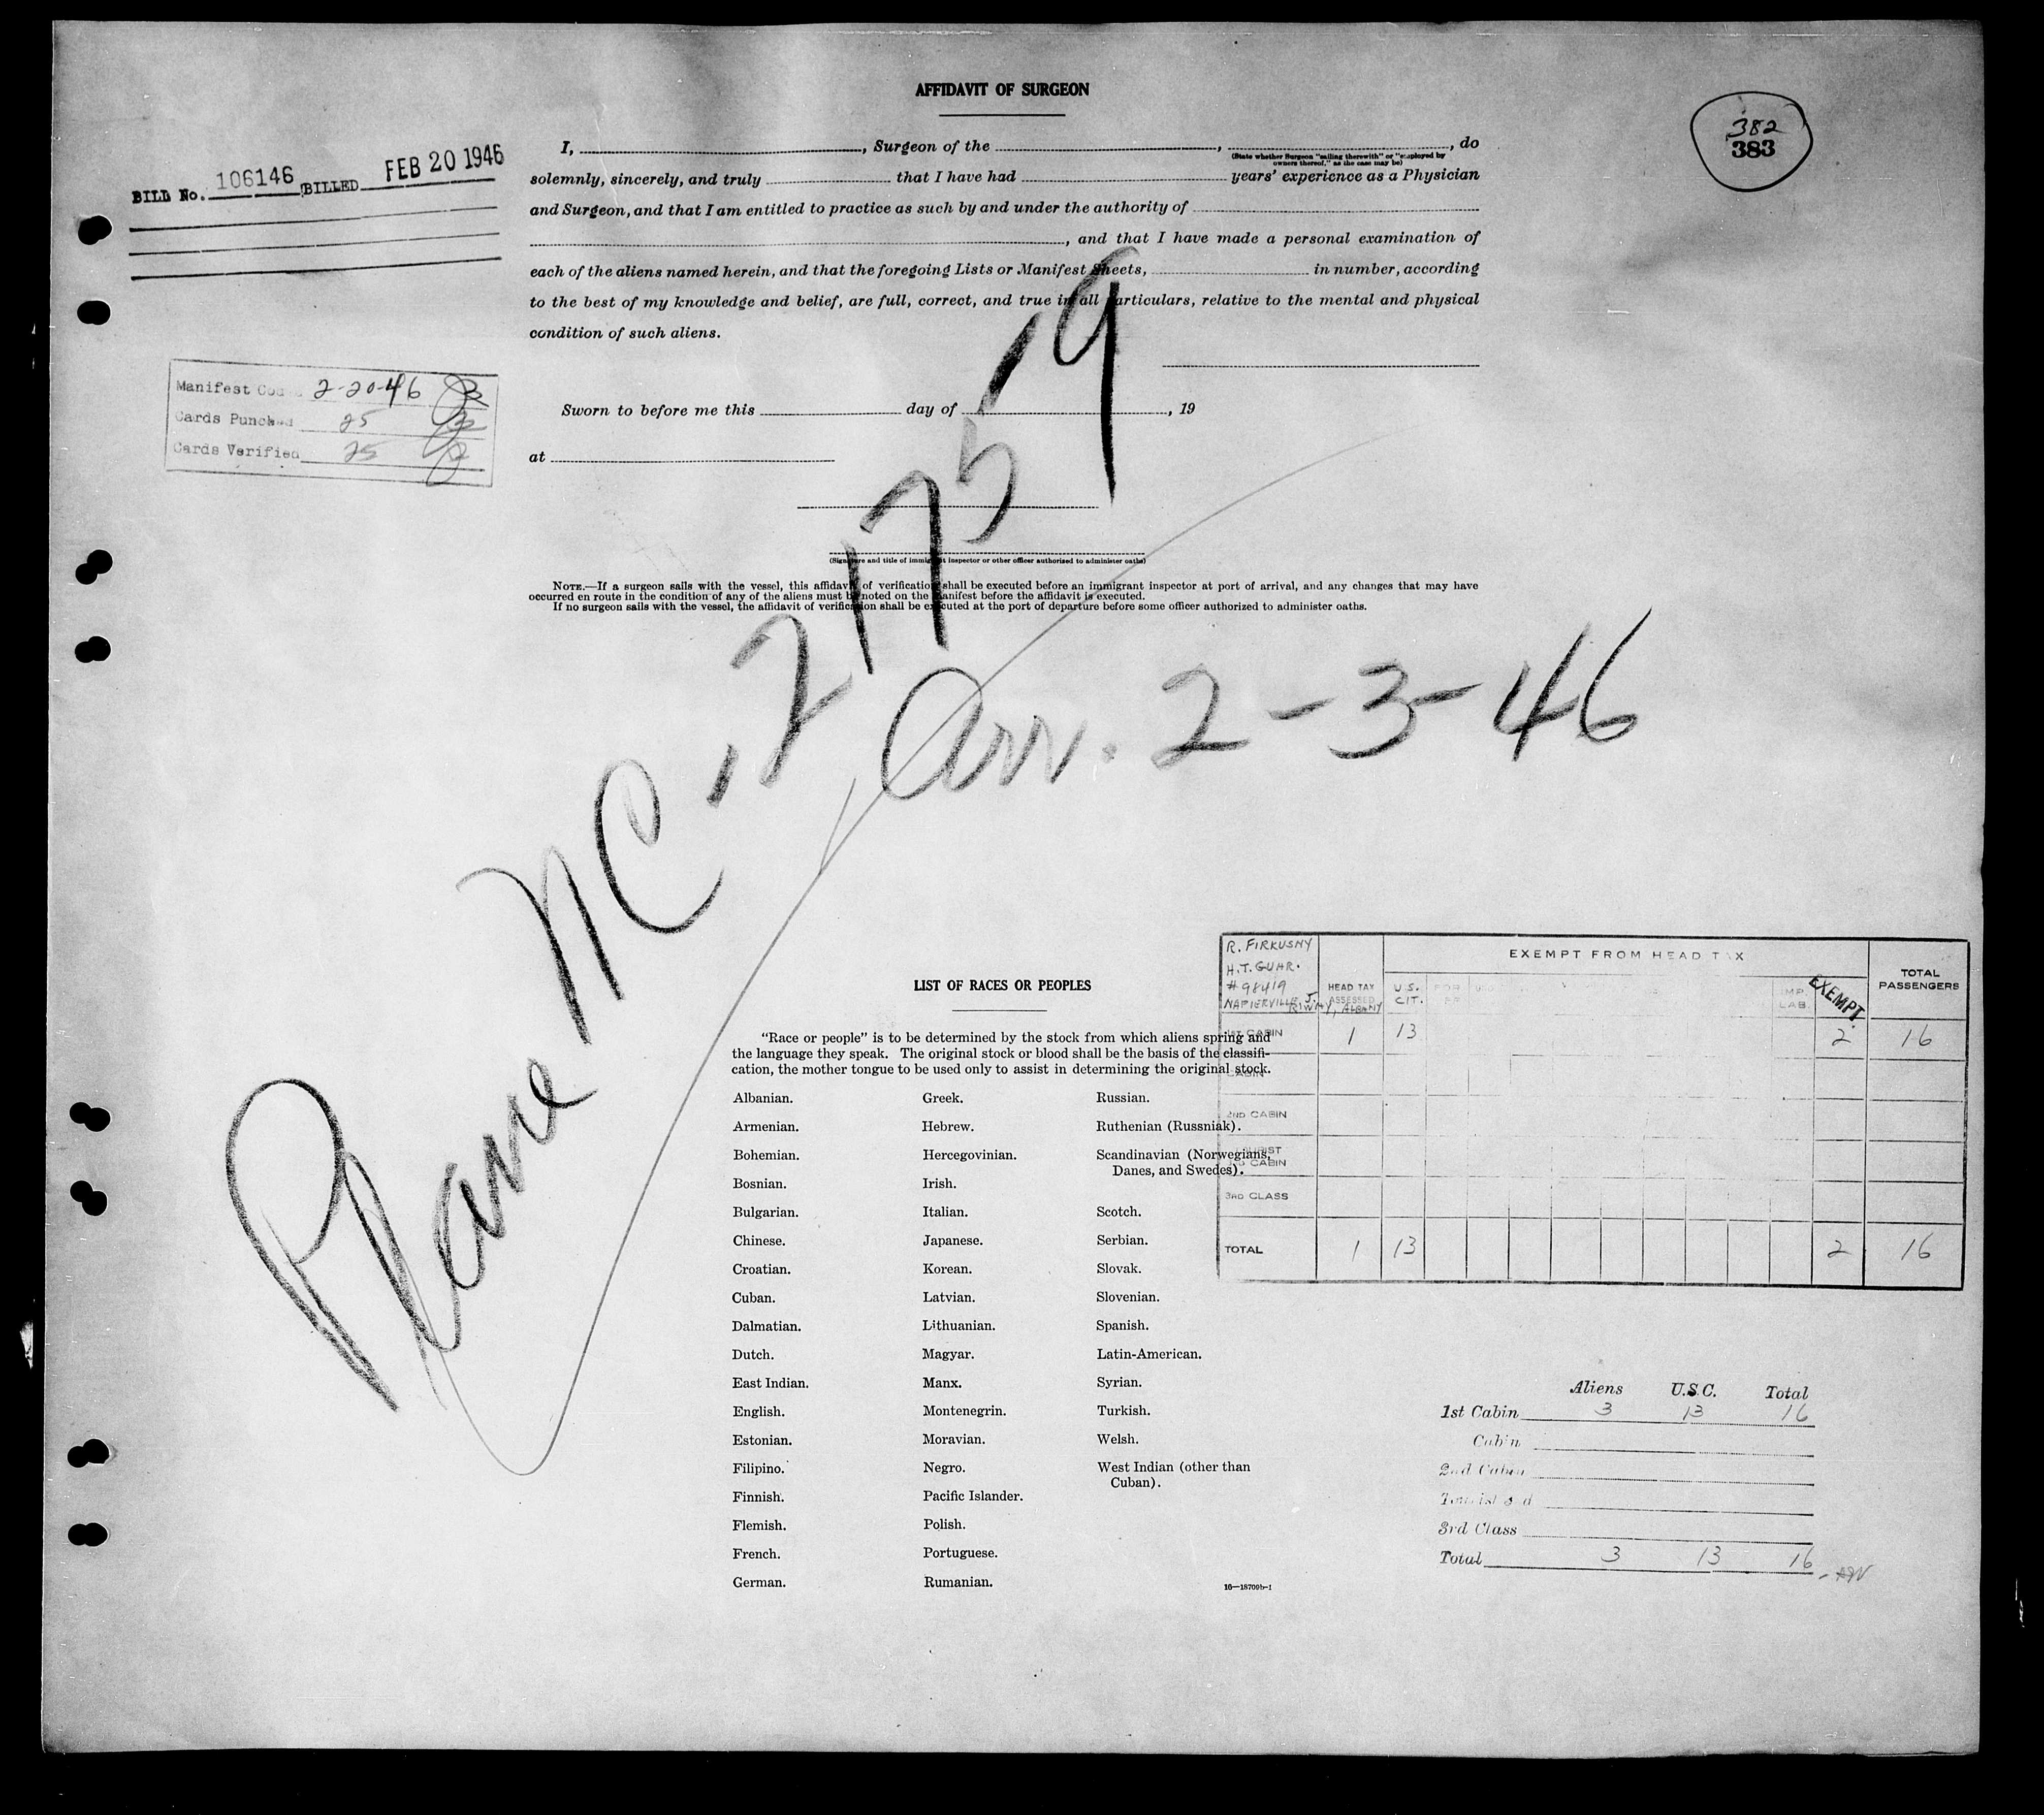 AFFIDAVIT OF SURGEON
382
383
BILL No. 106146 BILLED FEB 20 1946
I, , Surgeon of the , , do
(State whether Surgeon "sailing therewith" or "employed by
owners thereof," as the case may be)
solemnly, sincerely, and truly that I have had years' experience as a Physician
and Surgeon, and that I am entitled to practice as such by and under the authority of
, and that I have made a personal examination of
each of the aliens named herein, and that the foregoing Lists or Manifest Sheets, in number, according
to the best of my knowledge and belief, are full, correct, and true in all particulars, relative to the mental and physical
condition of such aliens.
Manifest 2-20-46
Cards Punched 25
Cards Verified 25
Sworn to before me this day of , 19
at
(Signature and title of immigrant inspector or other officer authorized to administer oaths)
NOTE.—If a surgeon sails with the vessel, this affidavit of verification shall be executed before an immigrant inspector at port of arrival, and any changes that may have
occurred en route in the condition of any of the aliens must be noted on the manifest before the affidavit is executed.
If no surgeon sails with the vessel, the affidavit of verification shall be executed at the port of departure before some officer authorized to administer oaths.
Plane NC-21759
Arr. 2-3-46
LIST OF RACES OR PEOPLES
"Race or people" is to be determined by the stock from which aliens spring and
the language they speak. The original stock or blood shall be the basis of the classifi-
cation, the mother tongue to be used only to assist in determining the original stock.
Albanian. Greek. Russian.
Armenian. Hebrew. Ruthenian (Russniak).
Bohemian. Hercegovinian. Scandinavian (Norwegians,
Danes, and Swedes).
Bosnian. Irish.
Bulgarian. Italian. Scotch.
Chinese. Japanese. Serbian.
Croatian. Korean. Slovak.
Cuban. Latvian. Slovenian.
Dalmatian. Lithuanian. Spanish.
Dutch. Magyar. Latin-American.
East Indian. Manx. Syrian.
English. Montenegrin. Turkish.
Estonian. Moravian. Welsh.
Filipino. Negro. West Indian (other than
Cuban).
Finnish. Pacific Islander.
Flemish. Polish.
French. Portuguese.
German. Rumanian.
16—18709b-1
R. FIRKUSNY
H.T. GUAR.
#98419
NAPIERVILLE J.
ALBANY
HEAD TAX
ASSESSED
EXEMPT FROM HEAD TAX
U.S.
CIT.
IMP.
LAB.
EXEMPT.
TOTAL
PASSENGERS
1ST CABIN 1 13 2 16
CABIN
2ND CABIN
3RD CABIN
3RD CLASS
TOTAL 1 13 2 16
Aliens U.S.C. Total
1st Cabin 3 13 16
Cabin
2nd Cabin
Tourist 3d
3rd Class
Total 3 13 16